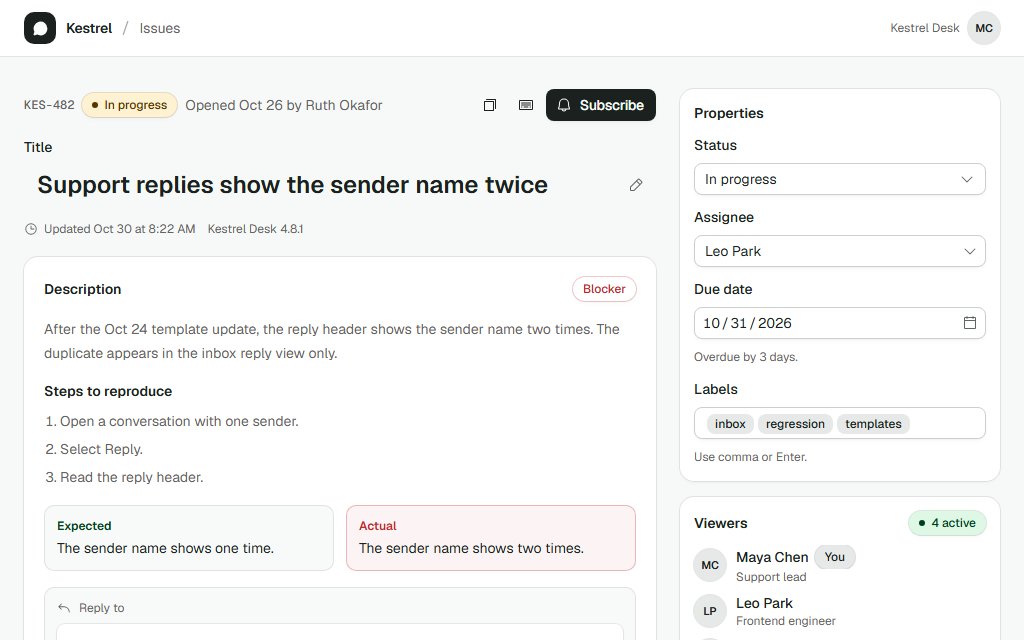 Kestrel / Issues
Kestrel Desk MC
KES-482 In progress Opened Oct 26 by Ruth Okafor
Subscribe
Title
Support replies show the sender name twice
Updated Oct 30 at 8:22 AM Kestrel Desk 4.8.1
Description
Blocker
After the Oct 24 template update, the reply header shows the sender name two times. The
duplicate appears in the inbox reply view only.
Steps to reproduce
1. Open a conversation with one sender.
2. Select Reply.
3. Read the reply header.
Expected
The sender name shows one time.
Actual
The sender name shows two times.
Reply to
Properties
Status
In progress
Assignee
Leo Park
Due date
10/31/2026
Overdue by 3 days.
Labels
inbox regression templates
Use comma or Enter.
Viewers
4 active
MC
Maya Chen You
Support lead
LP
Leo Park
Frontend engineer